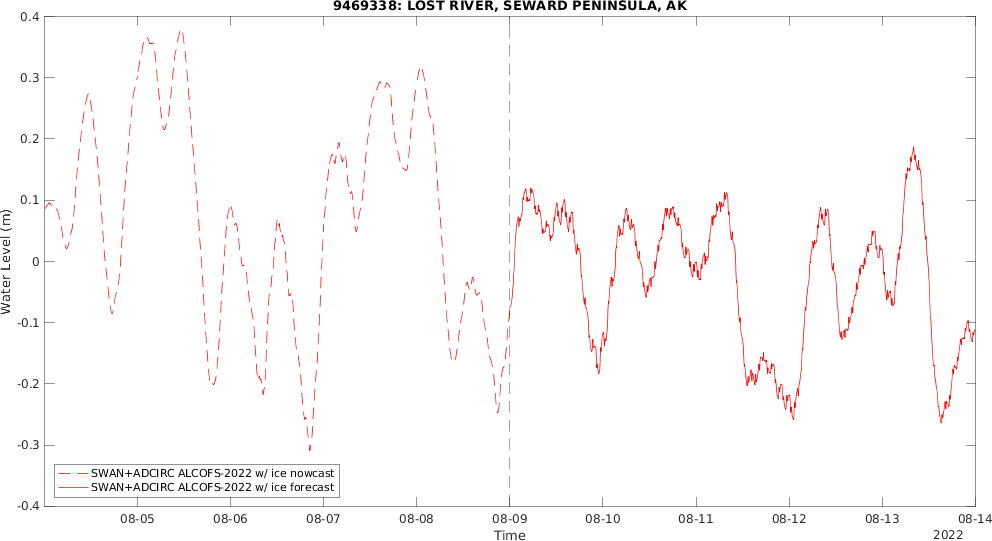 9469338: LOST RIVER, SEWARD PENINSULA, AK
0.4
0.3
0.2
0.1
0
-0.1
-0.2
-0.3
-0.4
Water Level (m)
SWAN+ADCIRC ALCOFS-2022 w/ ice nowcast
SWAN+ADCIRC ALCOFS-2022 w/ ice forecast
08-05 08-06 08-07 08-08 08-09 08-10 08-11 08-12 08-13 08-14
Time
2022